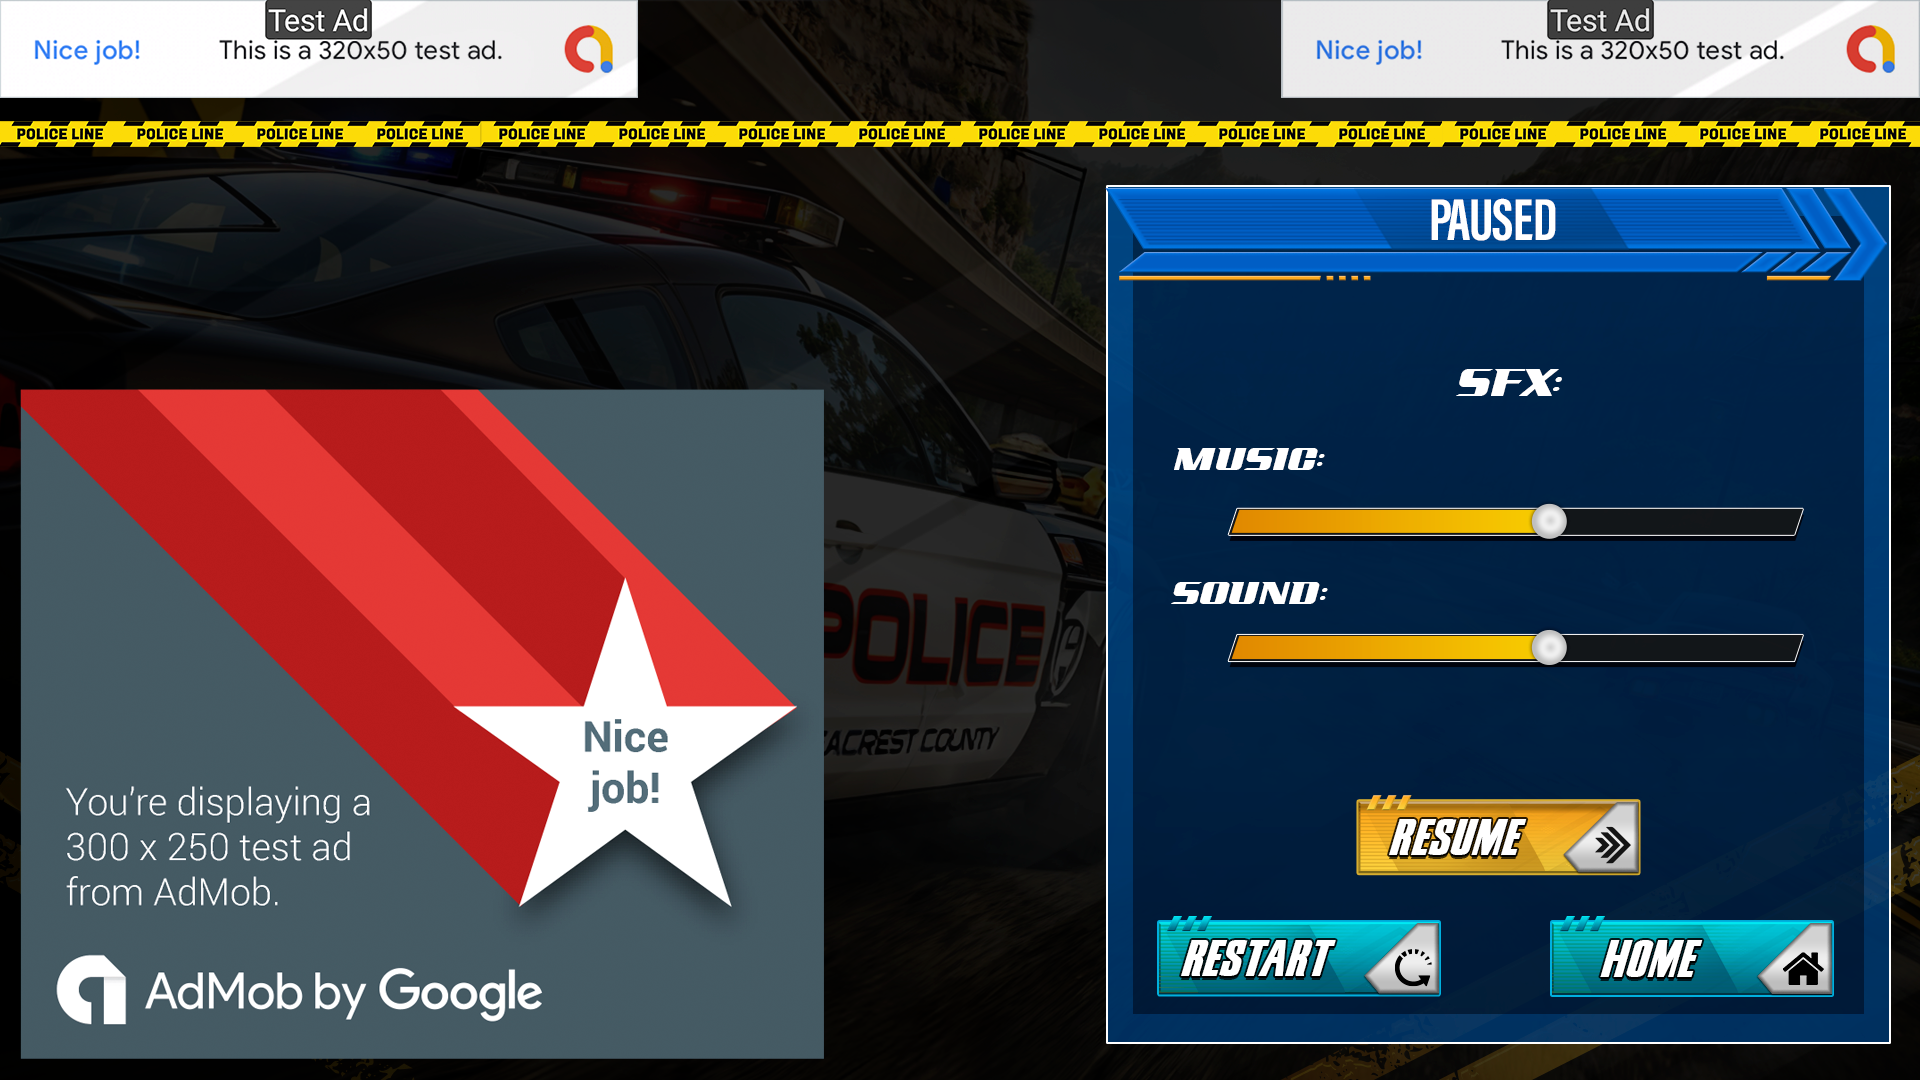 Test Ad
Nice job!
This is a 320x50 test ad.
Test Ad
Nice job!
This is a 320x50 test ad.
POLICE LINE POLICE LINE POLICE LINE POLICE LINE POLICE LINE POLICE LINE POLICE LINE POLICE LINE POLICE LINE POLICE LINE POLICE LINE POLICE LINE POLICE LINE POLICE LINE POLICE LINE POLICE LINE
POLICE
ACREST COUNTY
Nice
job!
You're displaying a
300 x 250 test ad
from AdMob.
AdMob by Google
PAUSED
SFX:
MUSIC:
SOUND:
RESUME
RESTART
HOME